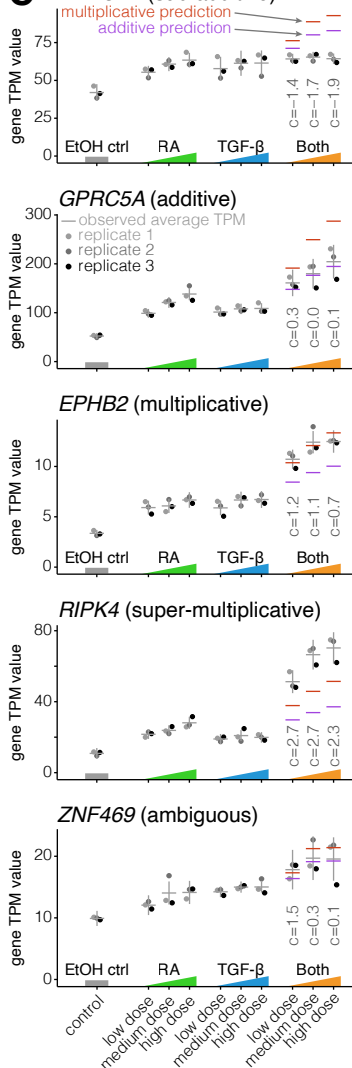 multiplicative prediction
additive prediction
gene TPM value
75
50
25
0
EtOH ctrl RA TGF-β Both
c=−1.4
c=−1.7
c=−1.9
GPRC5A (additive)
gene TPM value
300
200
100
0
observed average TPM
replicate 1
replicate 2
replicate 3
c=0.3
c=0.0
c=0.1
EPHB2 (multiplicative)
gene TPM value
10
5
0
EtOH ctrl RA TGF-β Both
c=1.2
c=1.1
c=0.7
RIPK4 (super-multiplicative)
gene TPM value
80
40
0
c=2.7
c=2.7
c=2.3
ZNF469 (ambiguous)
gene TPM value
20
10
0
EtOH ctrl RA TGF-β Both
c=1.5
c=0.3
c=0.1
control
low dose
medium dose
high dose
low dose
medium dose
high dose
low dose
medium dose
high dose